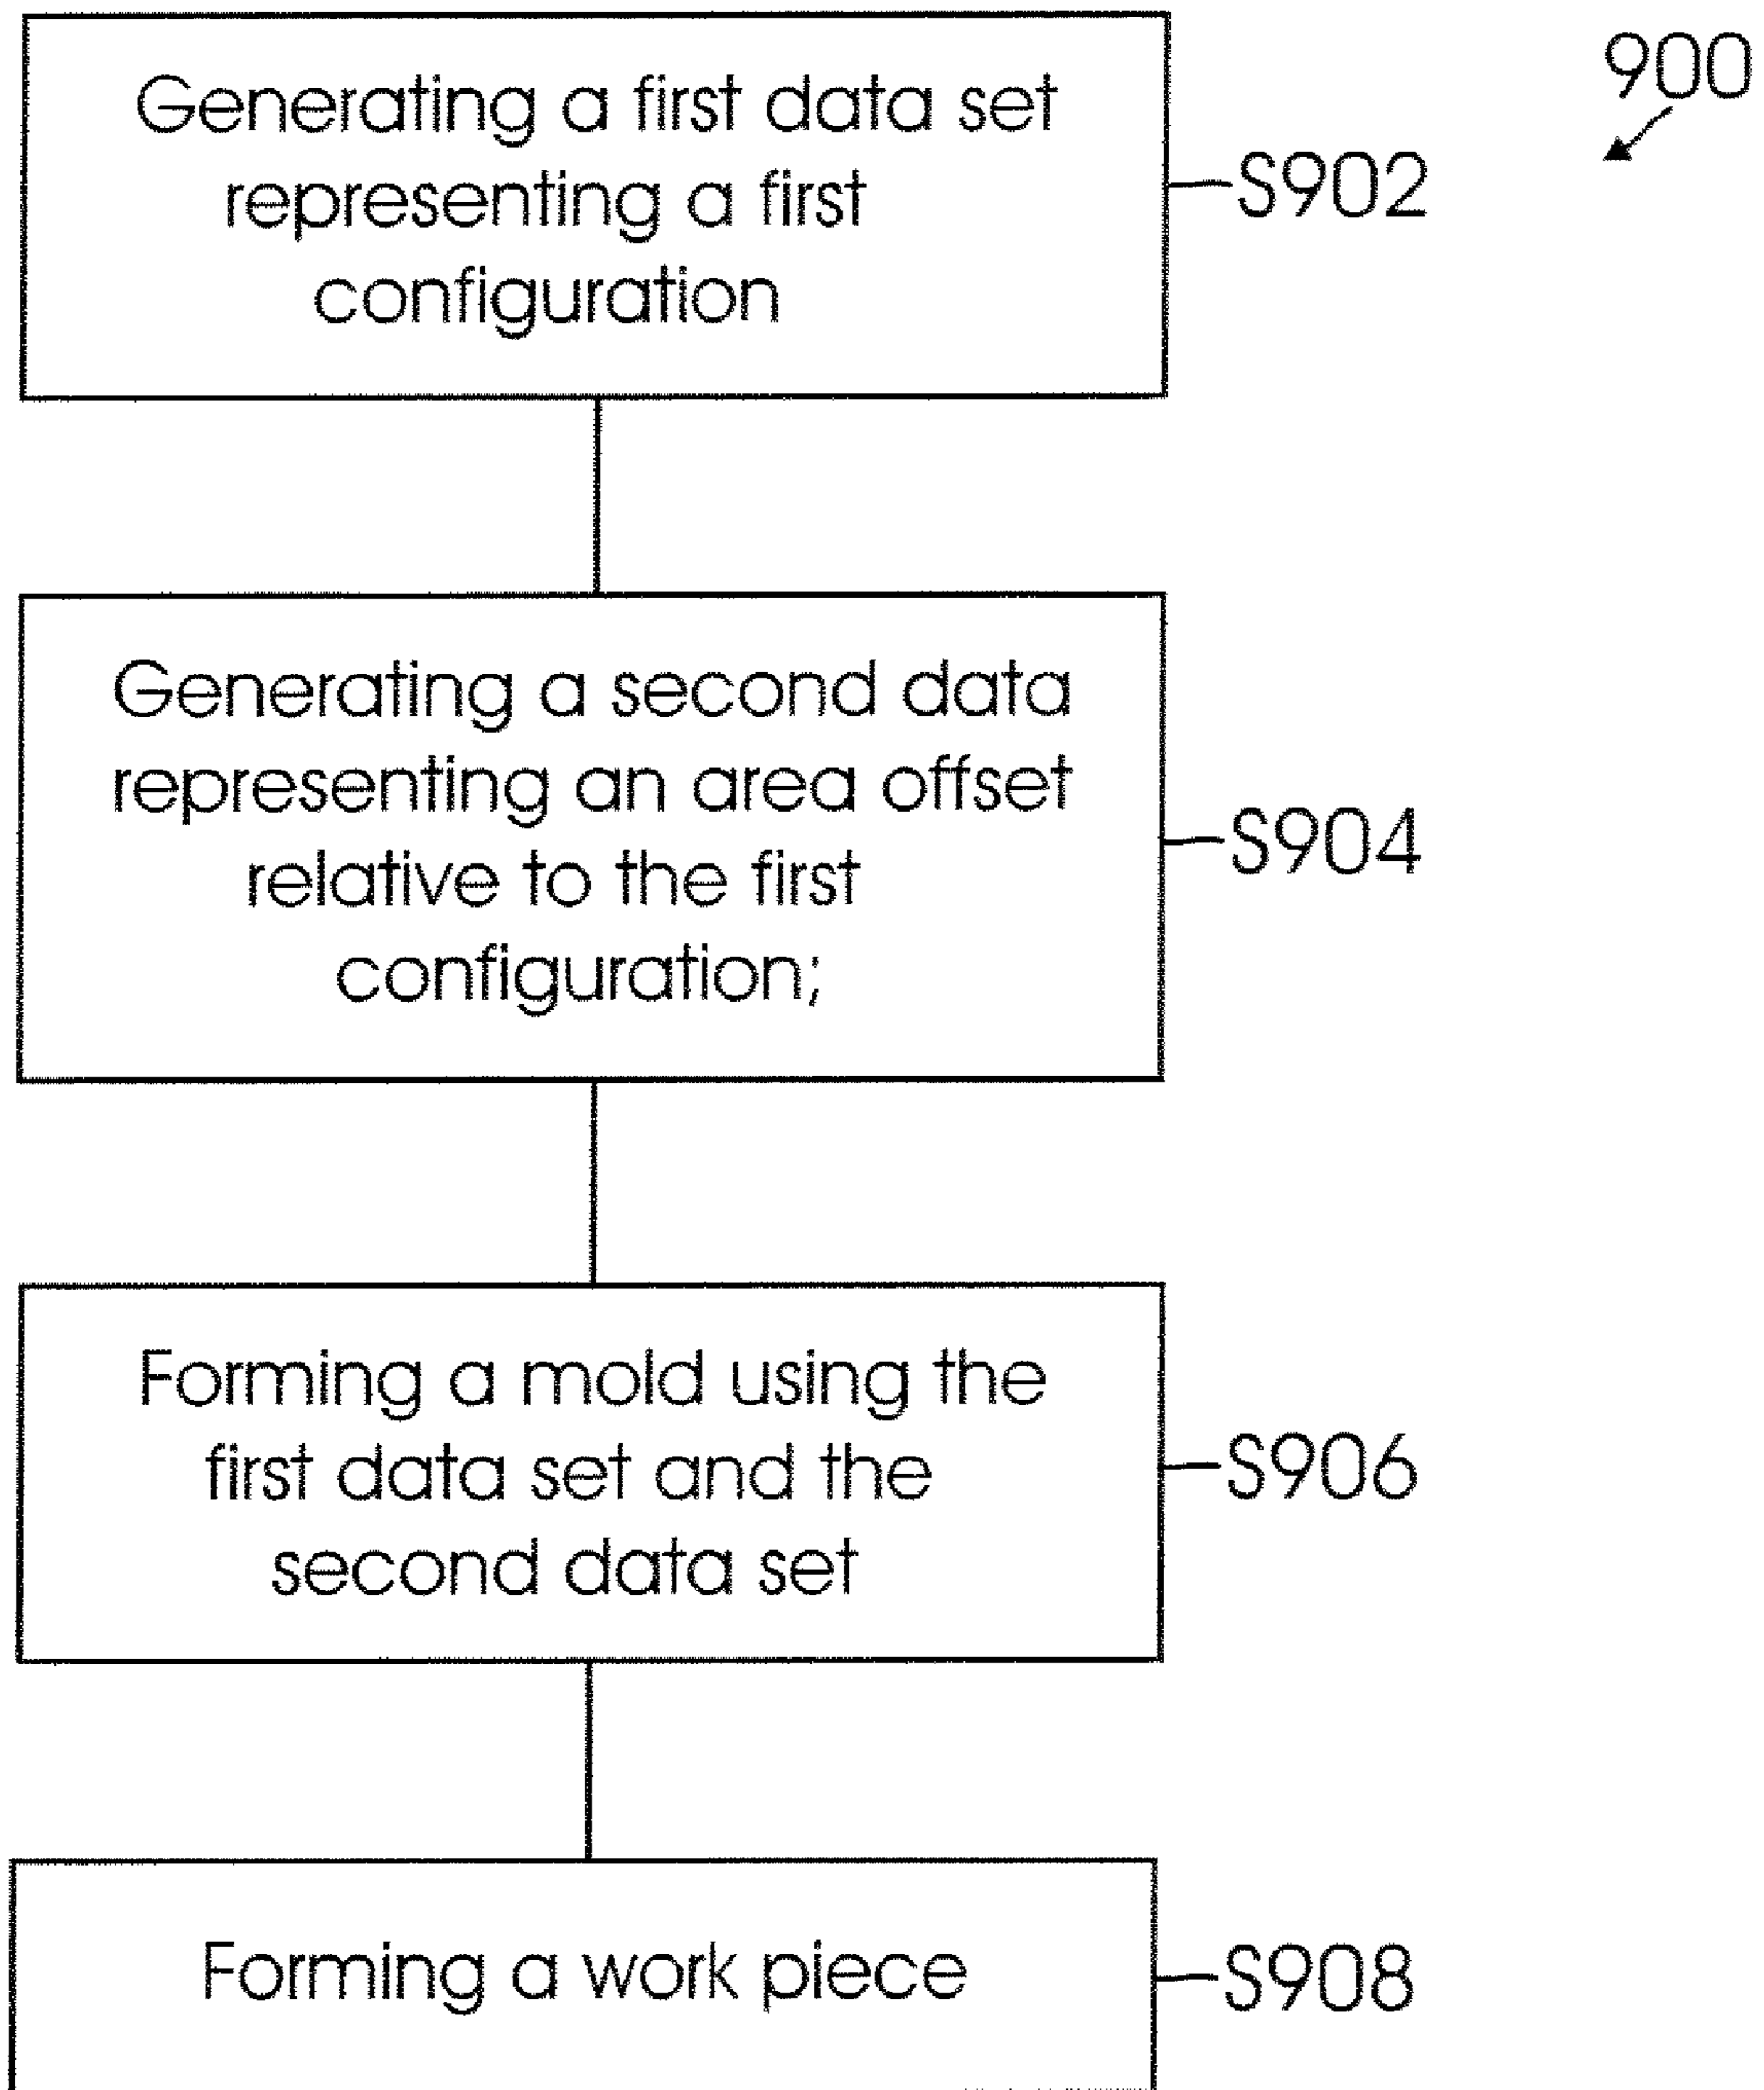 900
Generating a first data set
representing a first
configuration
S902
Generating a second data
representing an area offset
relative to the first
configuration;
S904
Forming a mold using the
first data set and the
second data set
S906
Forming a work piece
S908